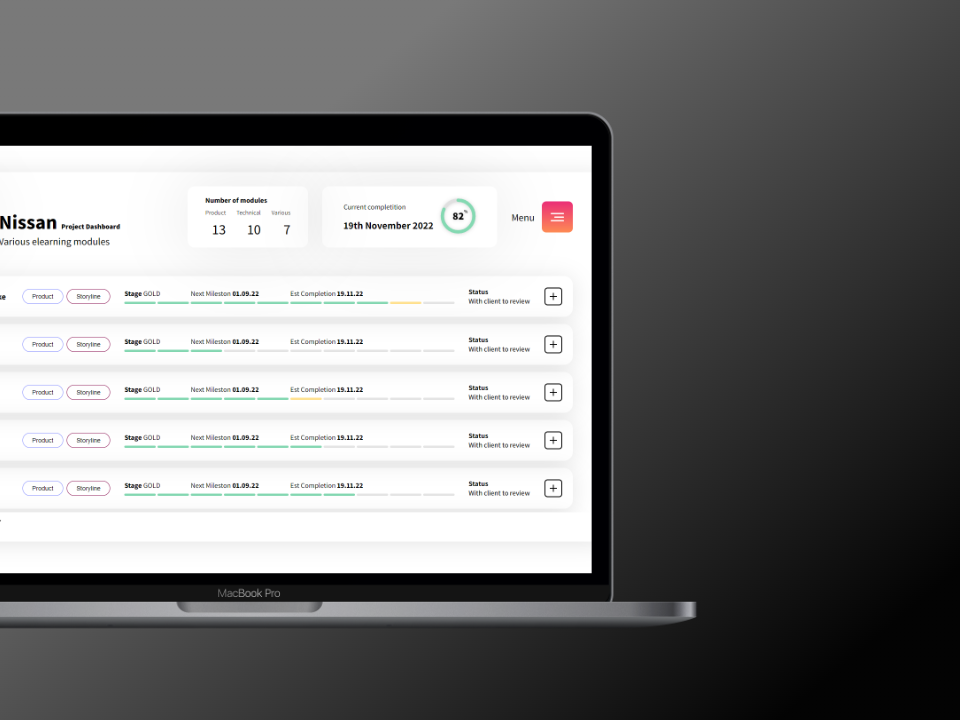 Number of modules
Product Technical Various
13 10 7
Current completition
19th November 2022
82%
Menu
Nissan Project Dashboard
Various elearning modules
Product Storyline Stage GOLD Next Mileston 01.09.22 Est Completion 19.11.22 Status
With client to review
Product Storyline Stage GOLD Next Mileston 01.09.22 Est Completion 19.11.22 Status
With client to review
Product Storyline Stage GOLD Next Mileston 01.09.22 Est Completion 19.11.22 Status
With client to review
Product Storyline Stage GOLD Next Mileston 01.09.22 Est Completion 19.11.22 Status
With client to review
Product Storyline Stage GOLD Next Mileston 01.09.22 Est Completion 19.11.22 Status
With client to review
MacBook Pro